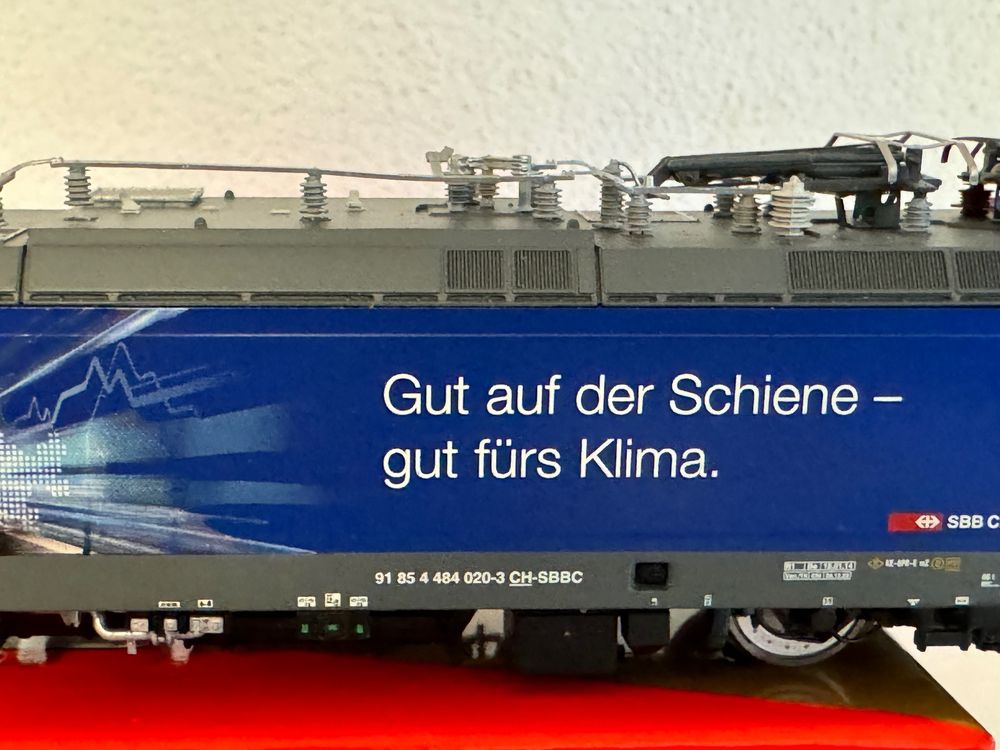 Gut auf der Schiene –
gut fürs Klima.
SBB C
91 85 4 484 020-3 CH-SBBC